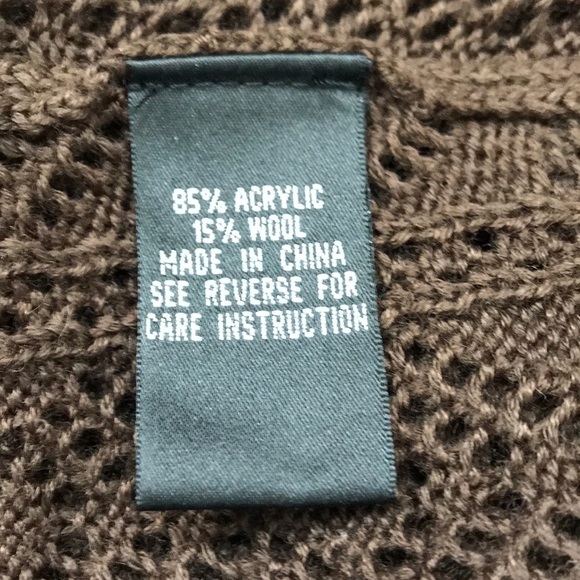 85% ACRYLIC
15% WOOL
MADE IN CHINA
SEE REVERSE FOR
CARE INSTRUCTION